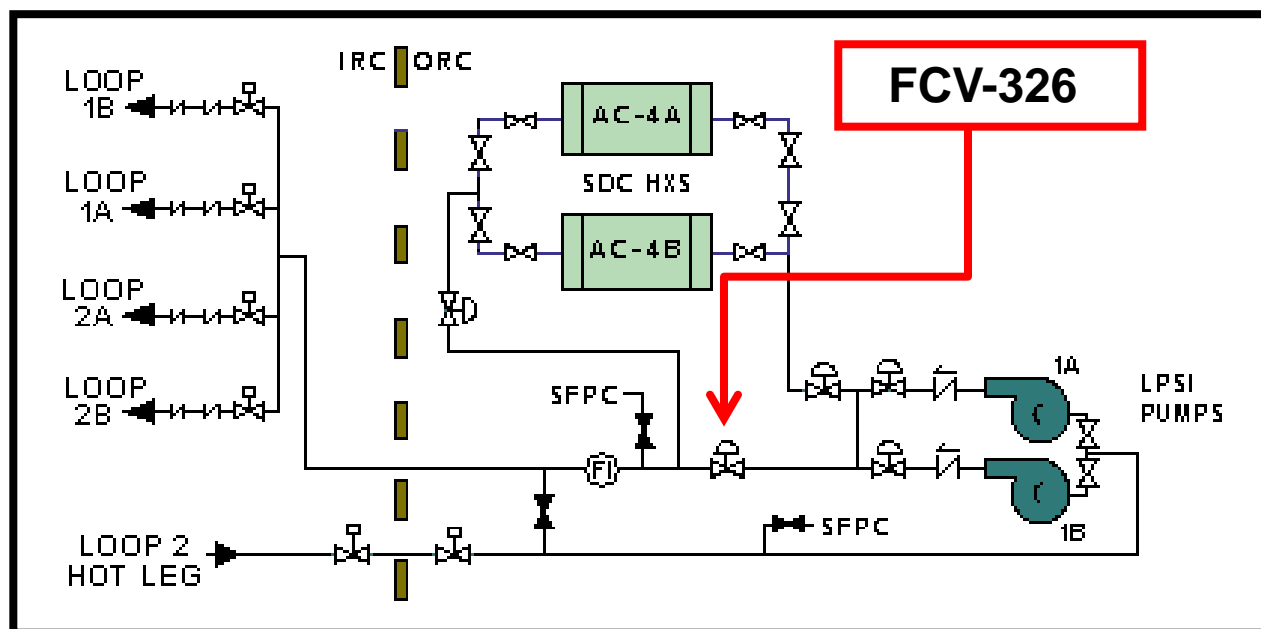 IRC
ORC
FCV-326
LOOP
1B
LOOP
1A
LOOP
2A
LOOP
2B
AC-4A
SDC HXS
AC-4B
SFPC
FI
1A
LPSI
PUMPS
1B
SFPC
LOOP 2
HOT LEG